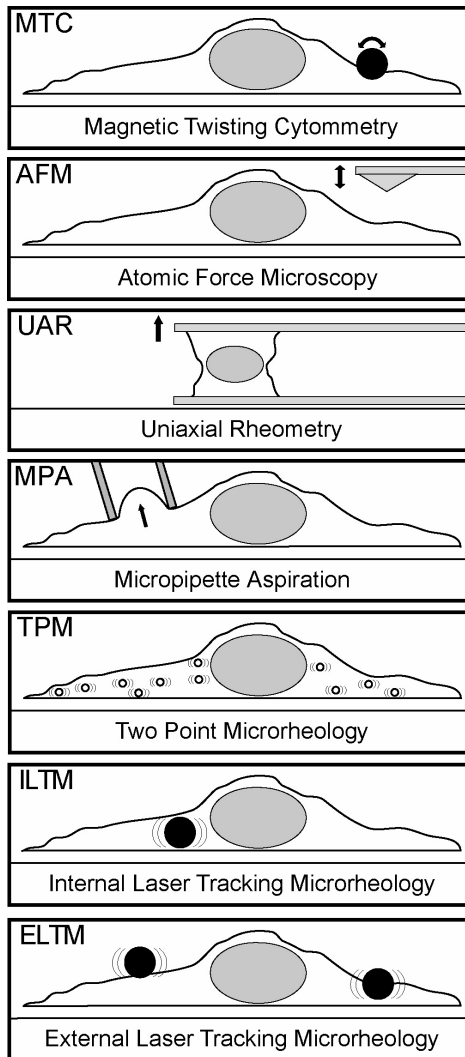 MTC
Magnetic Twisting Cytommetry
AFM
Atomic Force Microscopy
UAR
Uniaxial Rheometry
MPA
Micropipette Aspiration
TPM
Two Point Microrheology
ILTM
Internal Laser Tracking Microrheology
ELTM
External Laser Tracking Microrheology